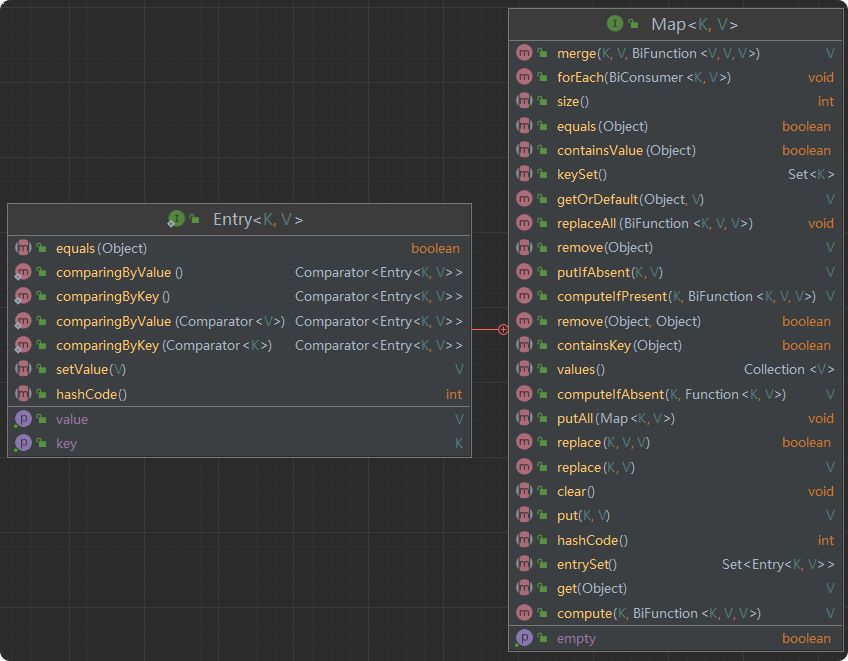 Entry<K, V>
equals(Object) boolean
comparingByValue() Comparator<Entry<K, V>>
comparingByKey() Comparator<Entry<K, V>>
comparingByValue(Comparator<V>) Comparator<Entry<K, V>>
comparingByKey(Comparator<K>) Comparator<Entry<K, V>>
setValue(V) V
hashCode() int
value V
key K
Map<K, V>
merge(K, V, BiFunction<V, V, V>) V
forEach(BiConsumer<K, V>) void
size() int
equals(Object) boolean
containsValue(Object) boolean
keySet() Set<K>
getOrDefault(Object, V) V
replaceAll(BiFunction<K, V, V>) void
remove(Object) V
putIfAbsent(K, V) V
computeIfPresent(K, BiFunction<K, V, V>) V
remove(Object, Object) boolean
containsKey(Object) boolean
values() Collection<V>
computeIfAbsent(K, Function<K, V>) V
putAll(Map<K, V>) void
replace(K, V, V) boolean
replace(K, V) V
clear() void
put(K, V) V
hashCode() int
entrySet() Set<Entry<K, V>>
get(Object) V
compute(K, BiFunction<K, V, V>) V
empty boolean